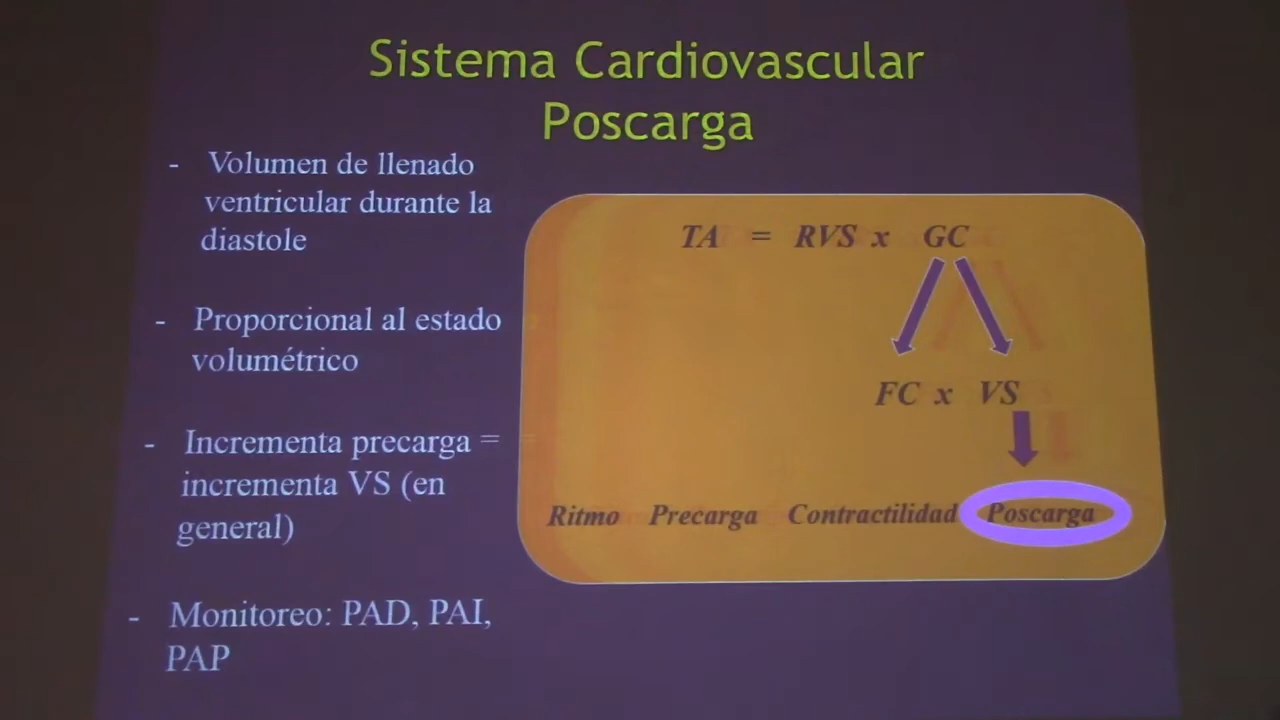 Sistema Cardiovascular
Poscarga
- Volumen de llenado
ventricular durante la
diastole
- Proporcional al estado
volumétrico
- Incrementa precarga =
incrementa VS (en
general)
- Monitoreo: PAD, PAI,
PAP
TA = RVS x GC
FC x VS
Ritmo Precarga Contractilidad Poscarga